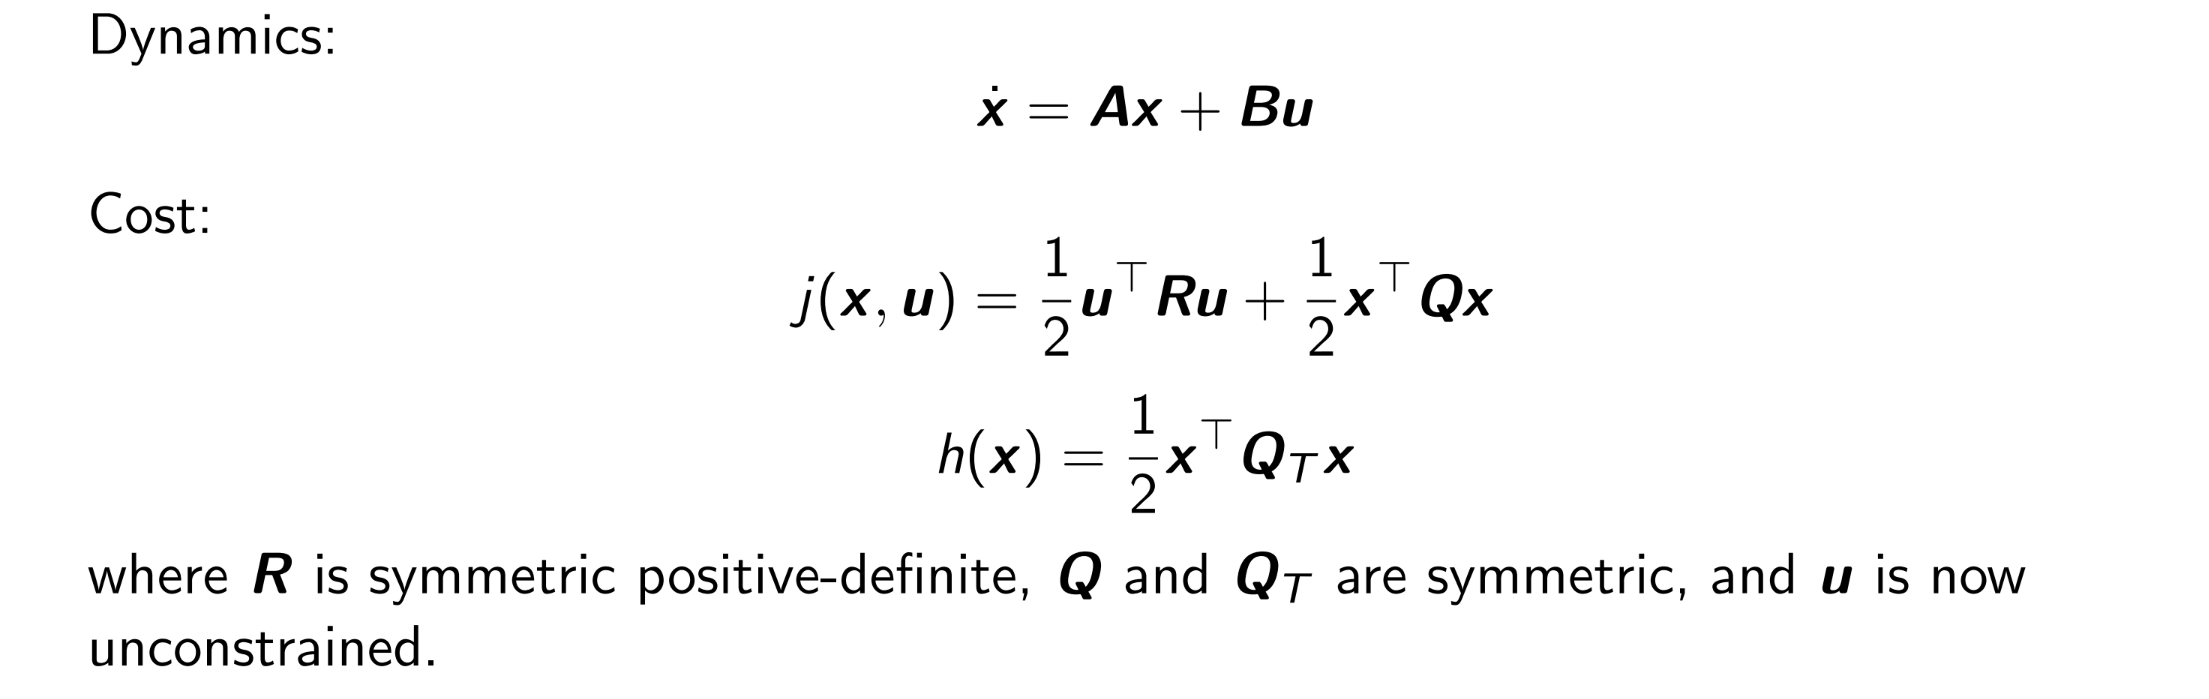 Dynamics:
ẋ = Ax + Bu
Cost:
j(x, u) = 1/2 u⊤Ru + 1/2 x⊤Qx
h(x) = 1/2 x⊤Q_T x
where R is symmetric positive-definite, Q and Q_T are symmetric, and u is now
unconstrained.